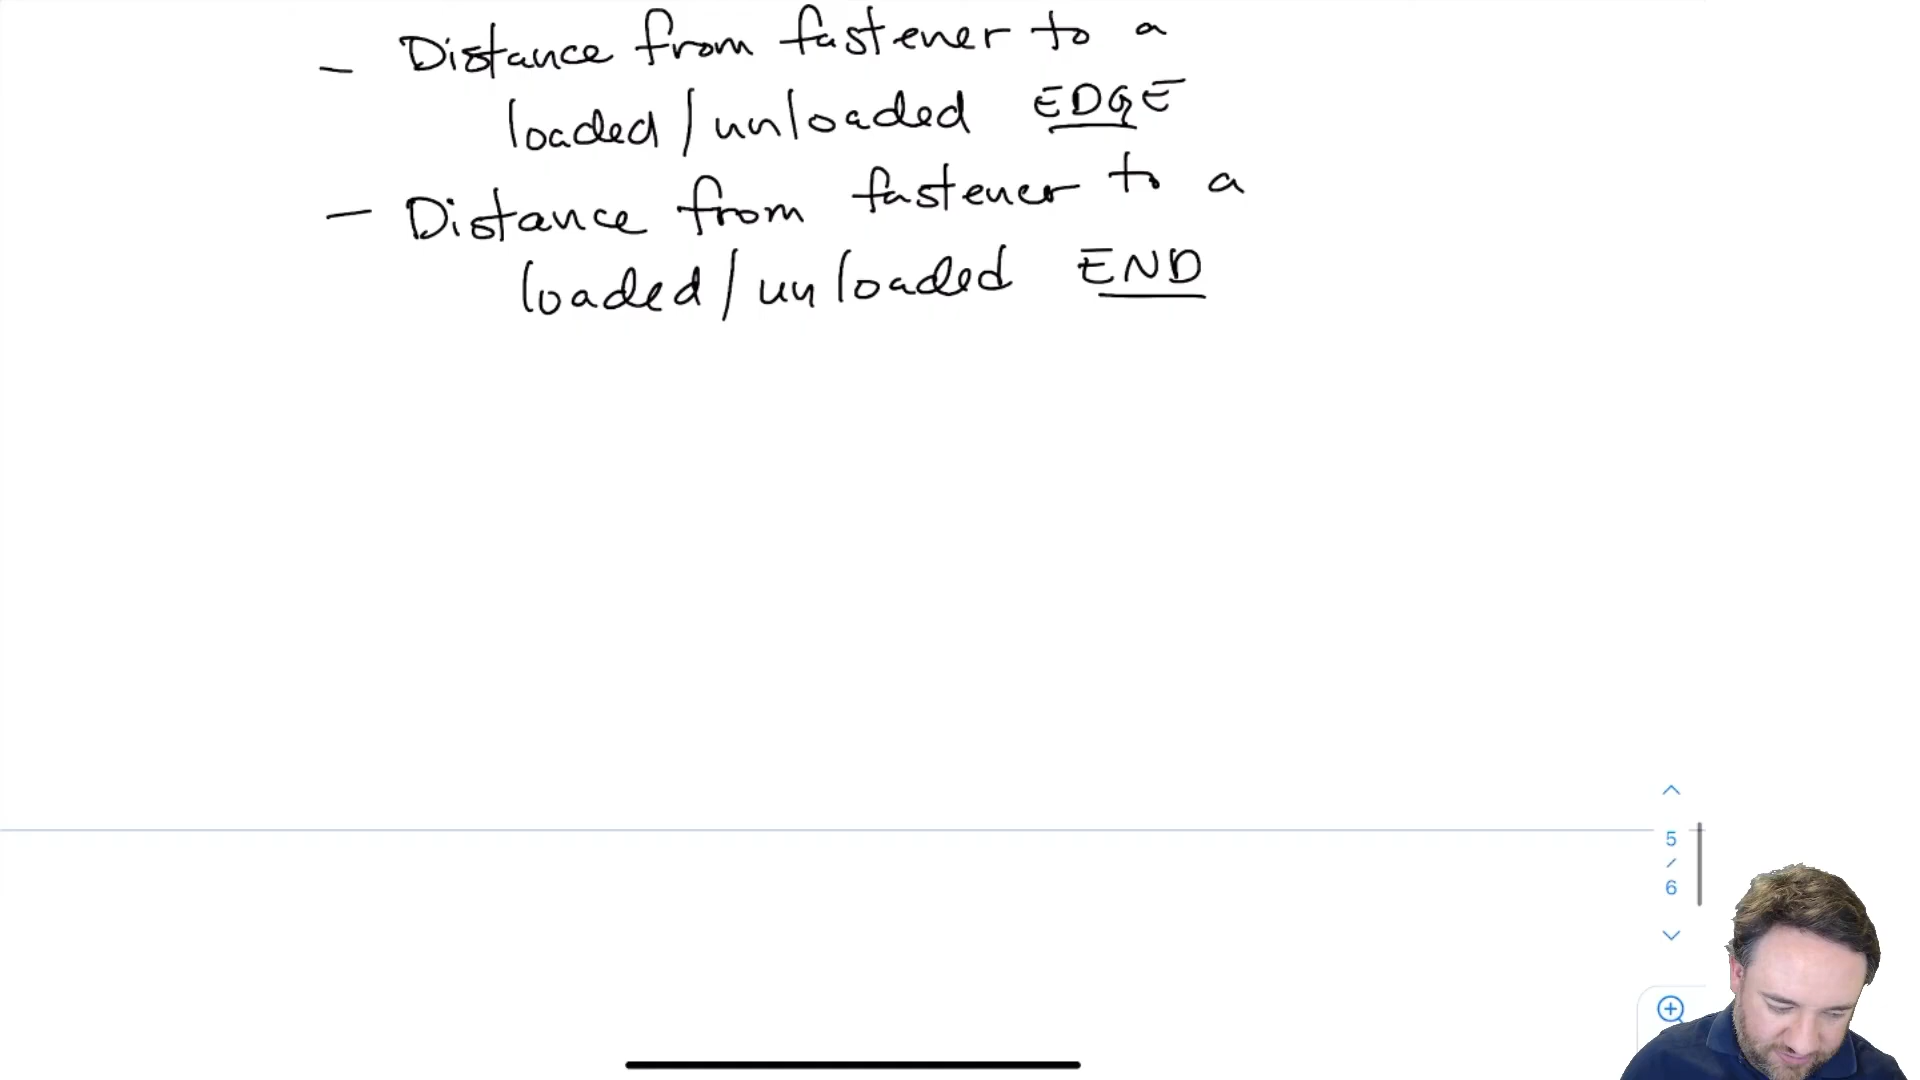 - Distance from fastener to a
loaded/unloaded EDGE
- Distance from fastener to a
loaded/unloaded END
5
/
6